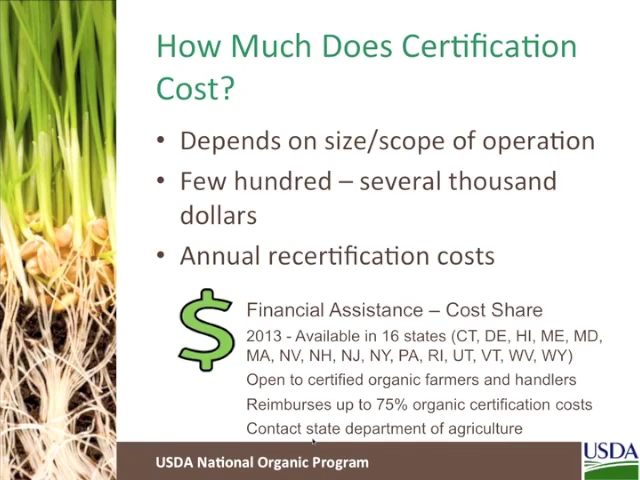 How Much Does Certification
Cost?
• Depends on size/scope of operation
• Few hundred – several thousand
dollars
• Annual recertification costs
$
Financial Assistance – Cost Share
2013 - Available in 16 states (CT, DE, HI, ME, MD,
MA, NV, NH, NJ, NY, PA, RI, UT, VT, WV, WY)
Open to certified organic farmers and handlers
Reimburses up to 75% organic certification costs
Contact state department of agriculture
USDA National Organic Program
USDA